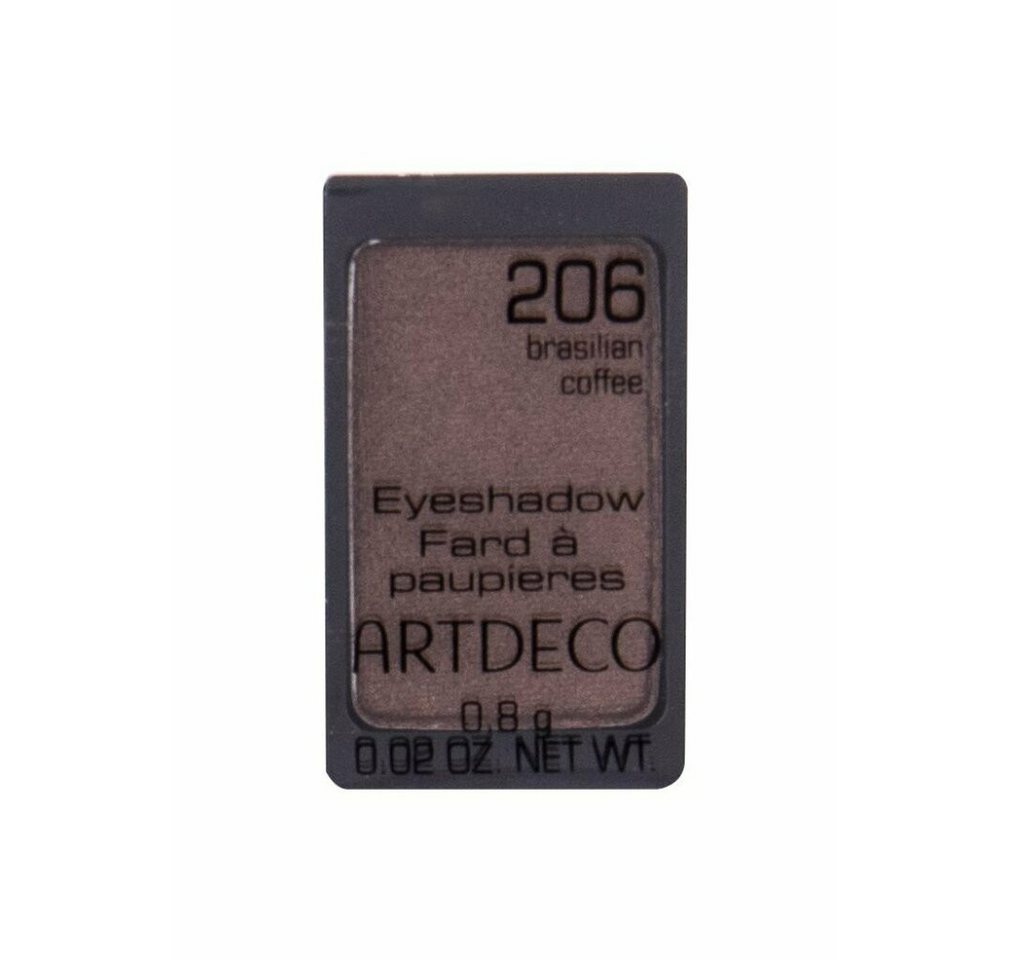 206
brasilian
coffee
Eyeshadow
Fard à
paupieres
ARTDECO
0,8 g
0.02 OZ. NET WT.